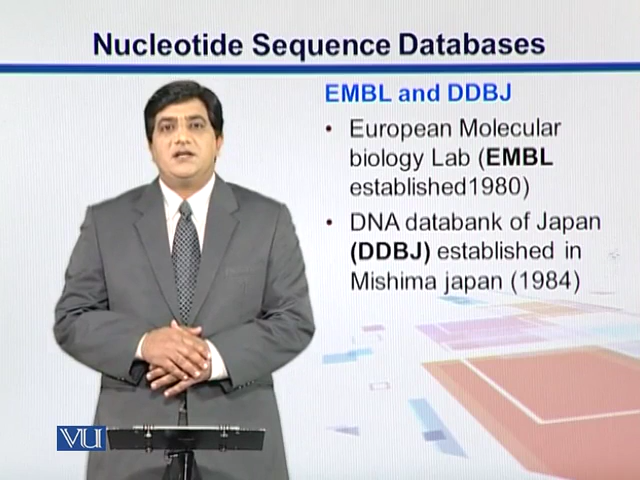 Nucleotide Sequence Databases
EMBL and DDBJ
• European Molecular
biology Lab (EMBL
established1980)
• DNA databank of Japan
(DDBJ) established in
Mishima japan (1984)
VU